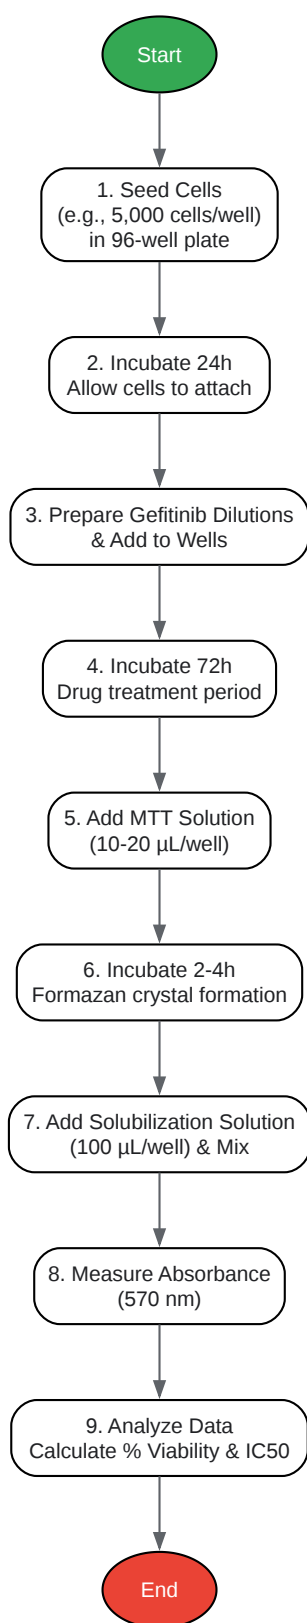 Start
1. Seed Cells
(e.g., 5,000 cells/well)
in 96-well plate
2. Incubate 24h
Allow cells to attach
3. Prepare Gefitinib Dilutions
& Add to Wells
4. Incubate 72h
Drug treatment period
5. Add MTT Solution
(10-20 µL/well)
6. Incubate 2-4h
Formazan crystal formation
7. Add Solubilization Solution
(100 µL/well) & Mix
8. Measure Absorbance
(570 nm)
9. Analyze Data
Calculate % Viability & IC50
End